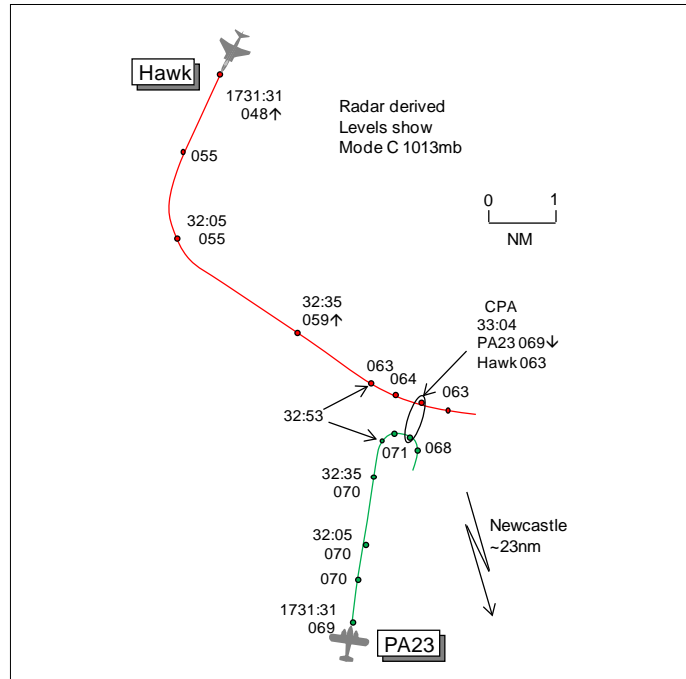 Hawk
1731:31
048↑
Radar derived
Levels show
Mode C 1013mb
055
0 1
NM
32:05
055
32:35
059↑
CPA
33:04
PA23 069↓
Hawk 063
063
064
063
32:53
071
068
32:35
070
32:05
070
Newcastle
~23nm
070
1731:31
069
PA23